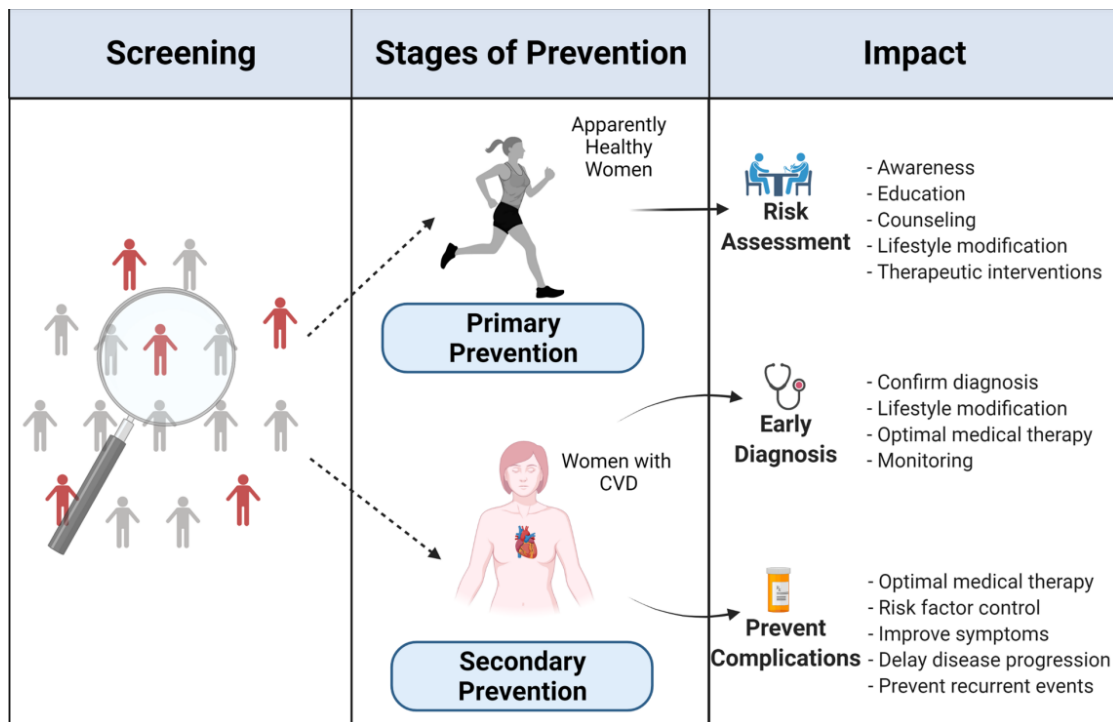 Screening
Stages of Prevention
Impact
Apparently
Healthy
Women
Primary
Prevention
Women with
CVD
Secondary
Prevention
Risk
Assessment
- Awareness
- Education
- Counseling
- Lifestyle modification
- Therapeutic interventions
Early
Diagnosis
- Confirm diagnosis
- Lifestyle modification
- Optimal medical therapy
- Monitoring
Prevent
Complications
- Optimal medical therapy
- Risk factor control
- Improve symptoms
- Delay disease progression
- Prevent recurrent events